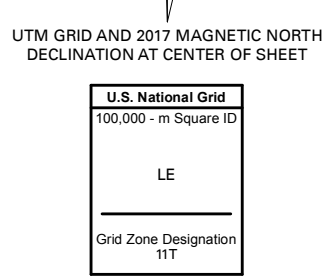 UTM GRID AND 2017 MAGNETIC NORTH
DECLINATION AT CENTER OF SHEET
U.S. National Grid
100,000 - m Square ID
LE
Grid Zone Designation
11T